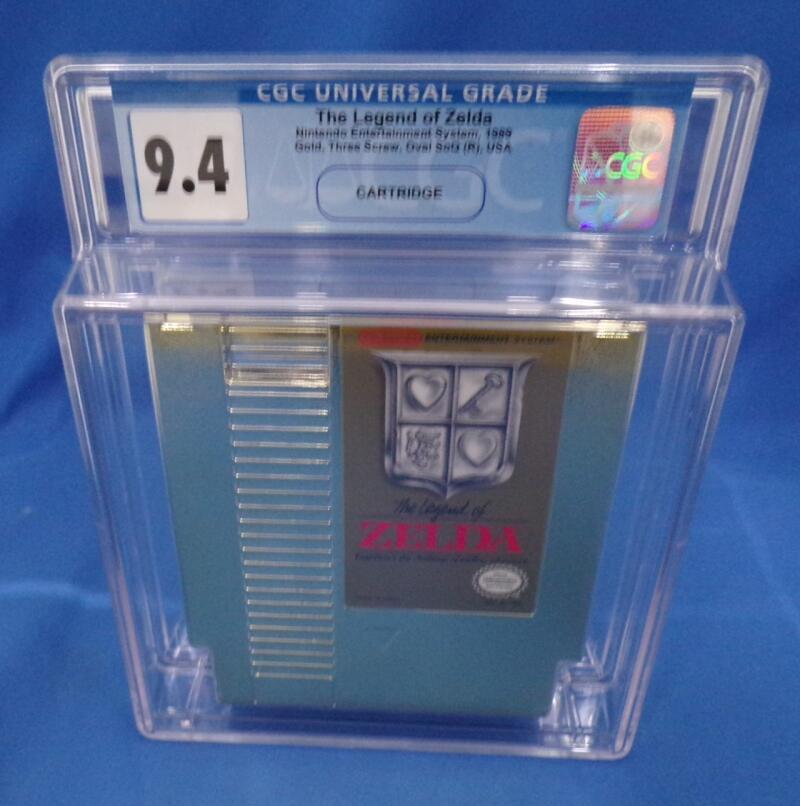 CGC UNIVERSAL GRADE
9.4
The Legend of Zelda
Nintendo Entertainment System, 1989
Gold, Three Screw, Oval SoQ (R), USA
CARTRIDGE
CGC
ENTERTAINMENT SYSTEM
The Legend of
ZELDA